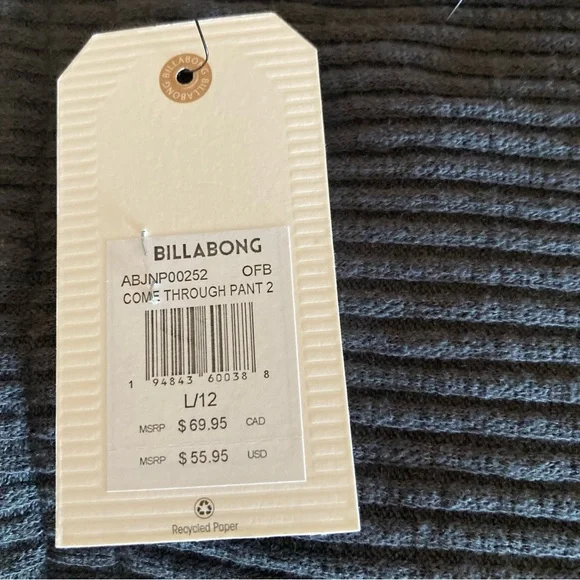 BILLABONG BILLABONG
BILLABONG
ABJNP00252 OFB
COME THROUGH PANT 2
1 94843 60038 8
L/12
MSRP $69.95 CAD
MSRP $55.95 USD
Recycled Paper